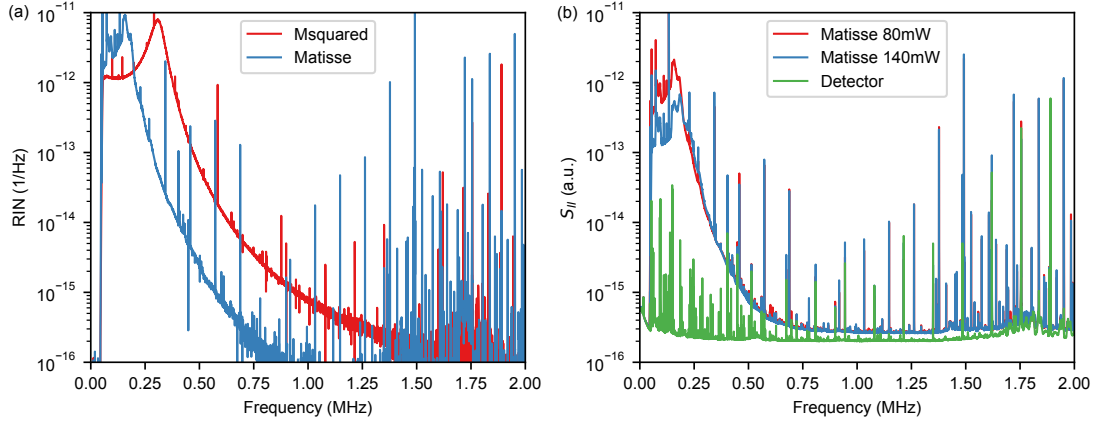 (a)
RIN (1/Hz)
10⁻¹¹
10⁻¹²
10⁻¹³
10⁻¹⁴
10⁻¹⁵
10⁻¹⁶
Msquared
Matisse
0.00 0.25 0.50 0.75 1.00 1.25 1.50 1.75 2.00
Frequency (MHz)
(b)
S_II (a.u.)
10⁻¹¹
10⁻¹²
10⁻¹³
10⁻¹⁴
10⁻¹⁵
10⁻¹⁶
Matisse 80mW
Matisse 140mW
Detector
0.00 0.25 0.50 0.75 1.00 1.25 1.50 1.75 2.00
Frequency (MHz)